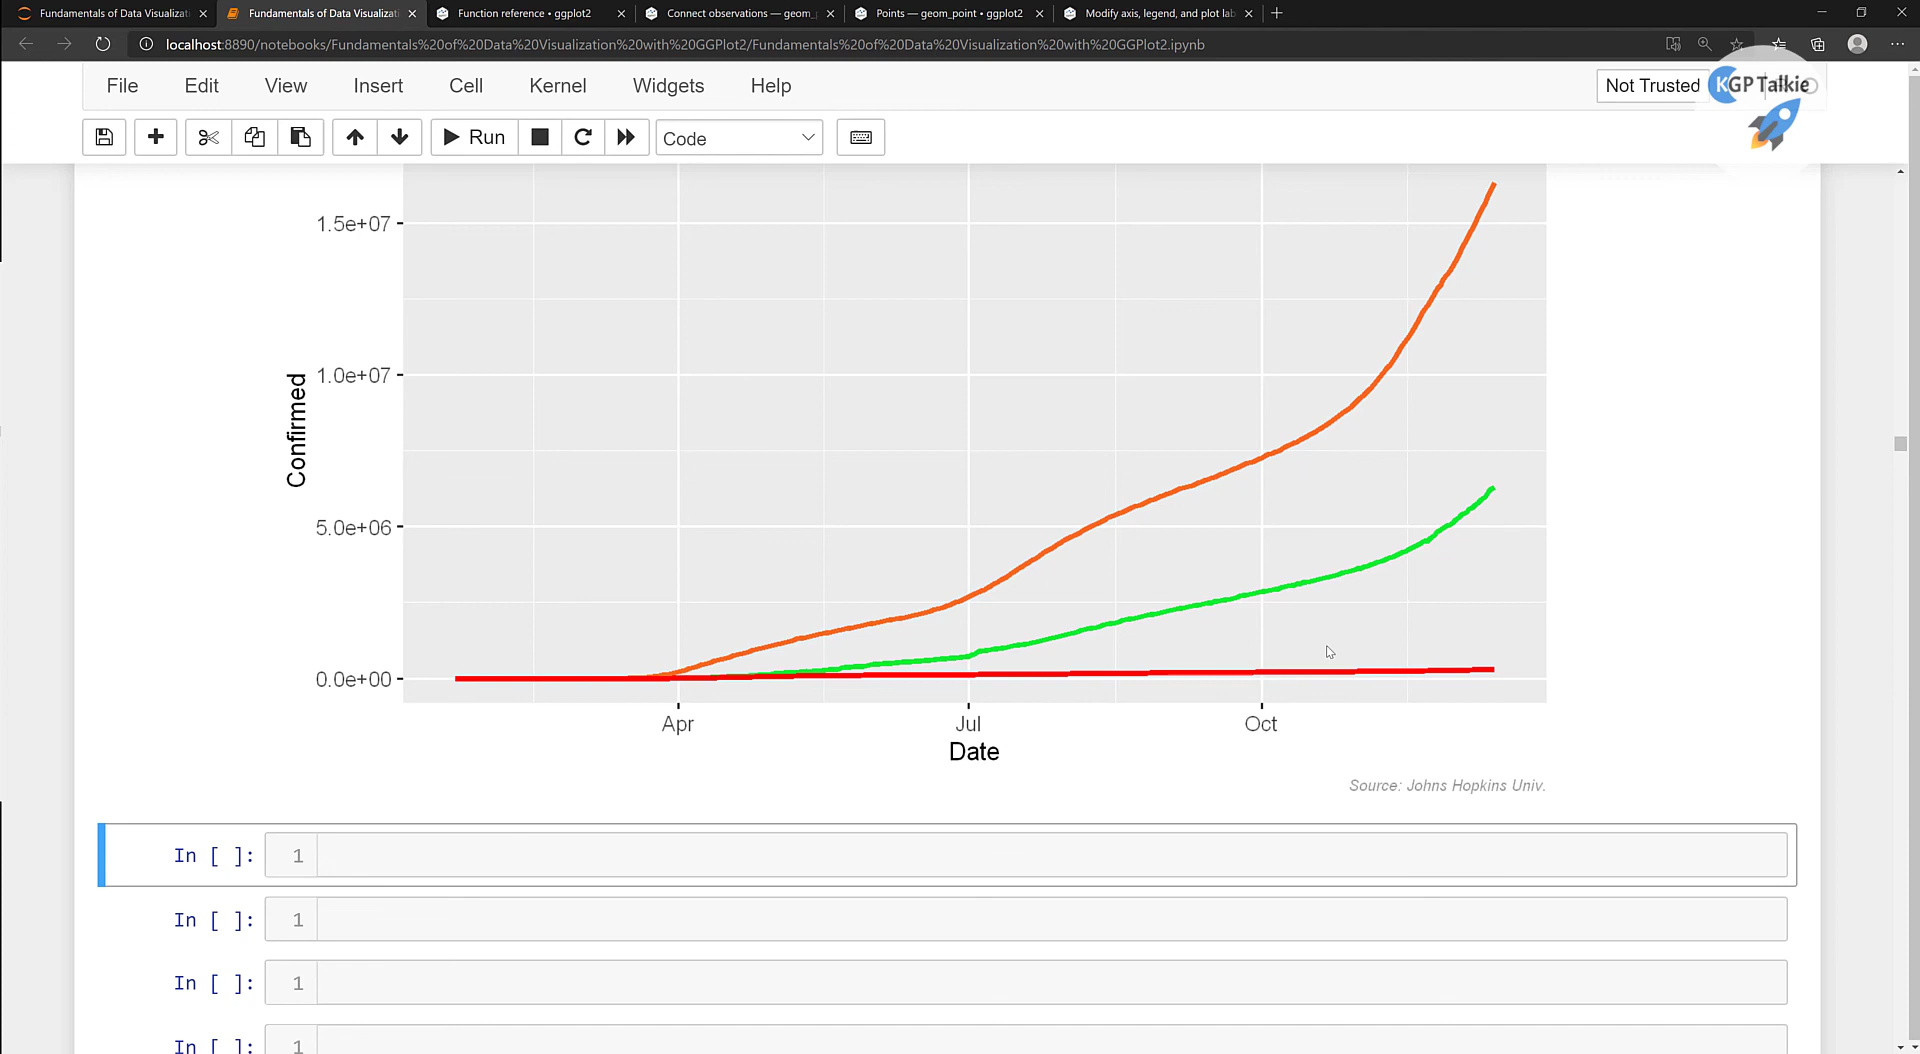 Fundamentals of Data Visualizati
Fundamentals of Data Visualizati
Function reference • ggplot2
Connect observations — geom_
Points — geom_point • ggplot2
Modify axis, legend, and plot lab
localhost:8890/notebooks/Fundamentals%20of%20Data%20Visualization%20with%20GGPlot2/Fundamentals%20of%20Data%20Visualization%20with%20GGPlot2.ipynb
File Edit View Insert Cell Kernel Widgets Help
Not Trusted
KGP Talkie
Run
Code
1.5e+07
1.0e+07
5.0e+06
0.0e+00
Confirmed
Apr Jul Oct
Date
Source: Johns Hopkins Univ.
In [ ]: 1
In [ ]: 1
In [ ]: 1
In [ ]: 1